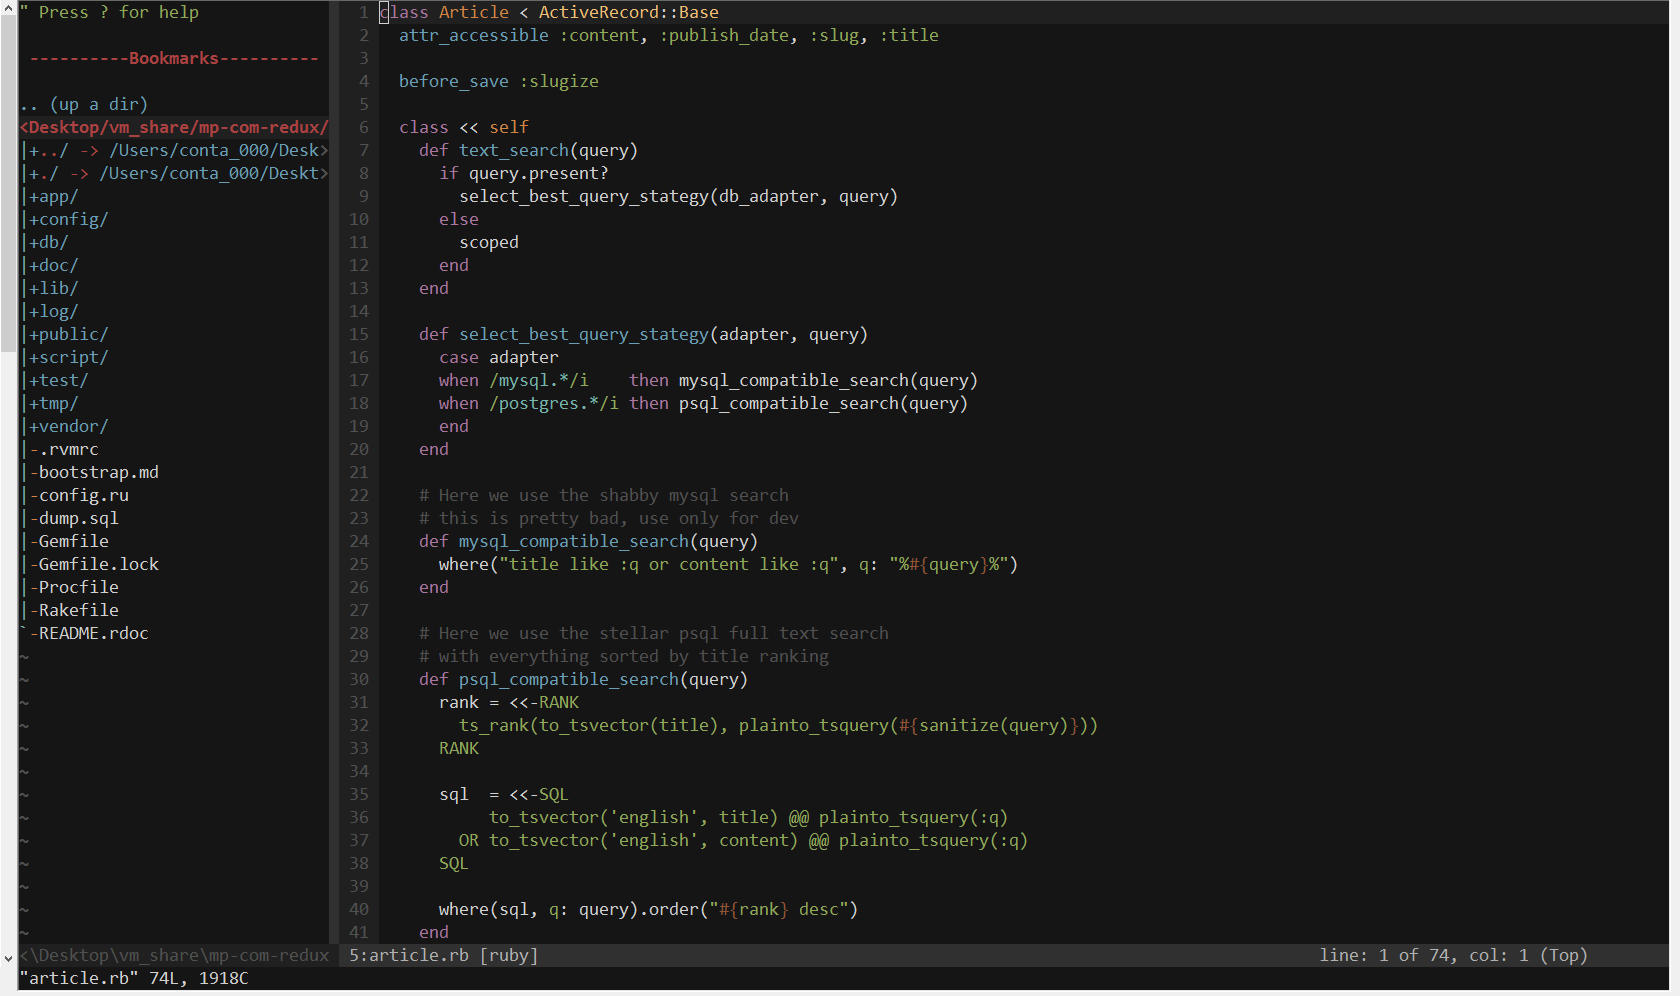 " Press ? for help
----------Bookmarks----------
.. (up a dir)
<Desktop/vm_share/mp-com-redux/
|+../ -> /Users/conta_000/Desk>
|+./ -> /Users/conta_000/Deskt>
|+app/
|+config/
|+db/
|+doc/
|+lib/
|+log/
|+public/
|+script/
|+test/
|+tmp/
|+vendor/
|-.rvmrc
|-bootstrap.md
|-config.ru
|-dump.sql
|-Gemfile
|-Gemfile.lock
|-Procfile
|-Rakefile
`-README.rdoc
~
~
~
~
~
~
~
~
~
~
~
~
~
<\Desktop\vm_share\mp-com-redux
1 class Article < ActiveRecord::Base
2   attr_accessible :content, :publish_date, :slug, :title
3
4   before_save :slugize
5
6   class << self
7     def text_search(query)
8       if query.present?
9         select_best_query_stategy(db_adapter, query)
10       else
11         scoped
12       end
13     end
14
15     def select_best_query_stategy(adapter, query)
16       case adapter
17       when /mysql.*/i    then mysql_compatible_search(query)
18       when /postgres.*/i then psql_compatible_search(query)
19       end
20     end
21
22     # Here we use the shabby mysql search
23     # this is pretty bad, use only for dev
24     def mysql_compatible_search(query)
25       where("title like :q or content like :q", q: "%#{query}%")
26     end
27
28     # Here we use the stellar psql full text search
29     # with everything sorted by title ranking
30     def psql_compatible_search(query)
31       rank = <<-RANK
32         ts_rank(to_tsvector(title), plainto_tsquery(#{sanitize(query)}))
33       RANK
34
35       sql  = <<-SQL
36            to_tsvector('english', title) @@ plainto_tsquery(:q)
37         OR to_tsvector('english', content) @@ plainto_tsquery(:q)
38       SQL
39
40       where(sql, q: query).order("#{rank} desc")
41     end
5:article.rb [ruby] line: 1 of 74, col: 1 (Top)
"article.rb" 74L, 1918C